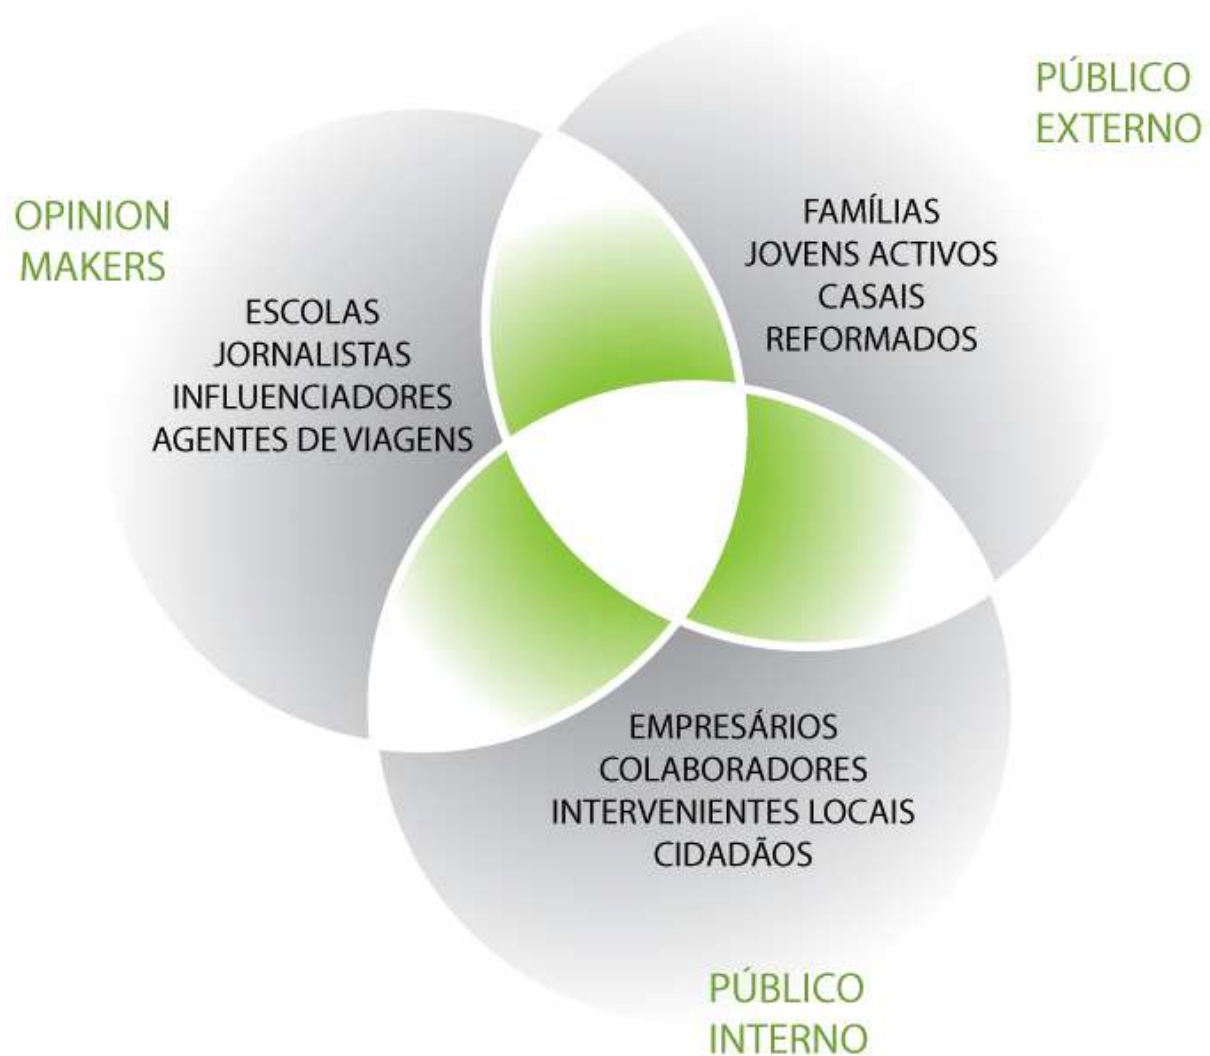 OPINION
MAKERS
ESCOLAS
JORNALISTAS
INFLUENCIADORES
AGENTES DE VIAGENS
PÚBLICO
EXTERNO
FAMÍLIAS
JOVENS ACTIVOS
CASAIS
REFORMADOS
EMPRESÁRIOS
COLABORADORES
INTERVENIENTES LOCAIS
CIDADÃOS
PÚBLICO
INTERNO